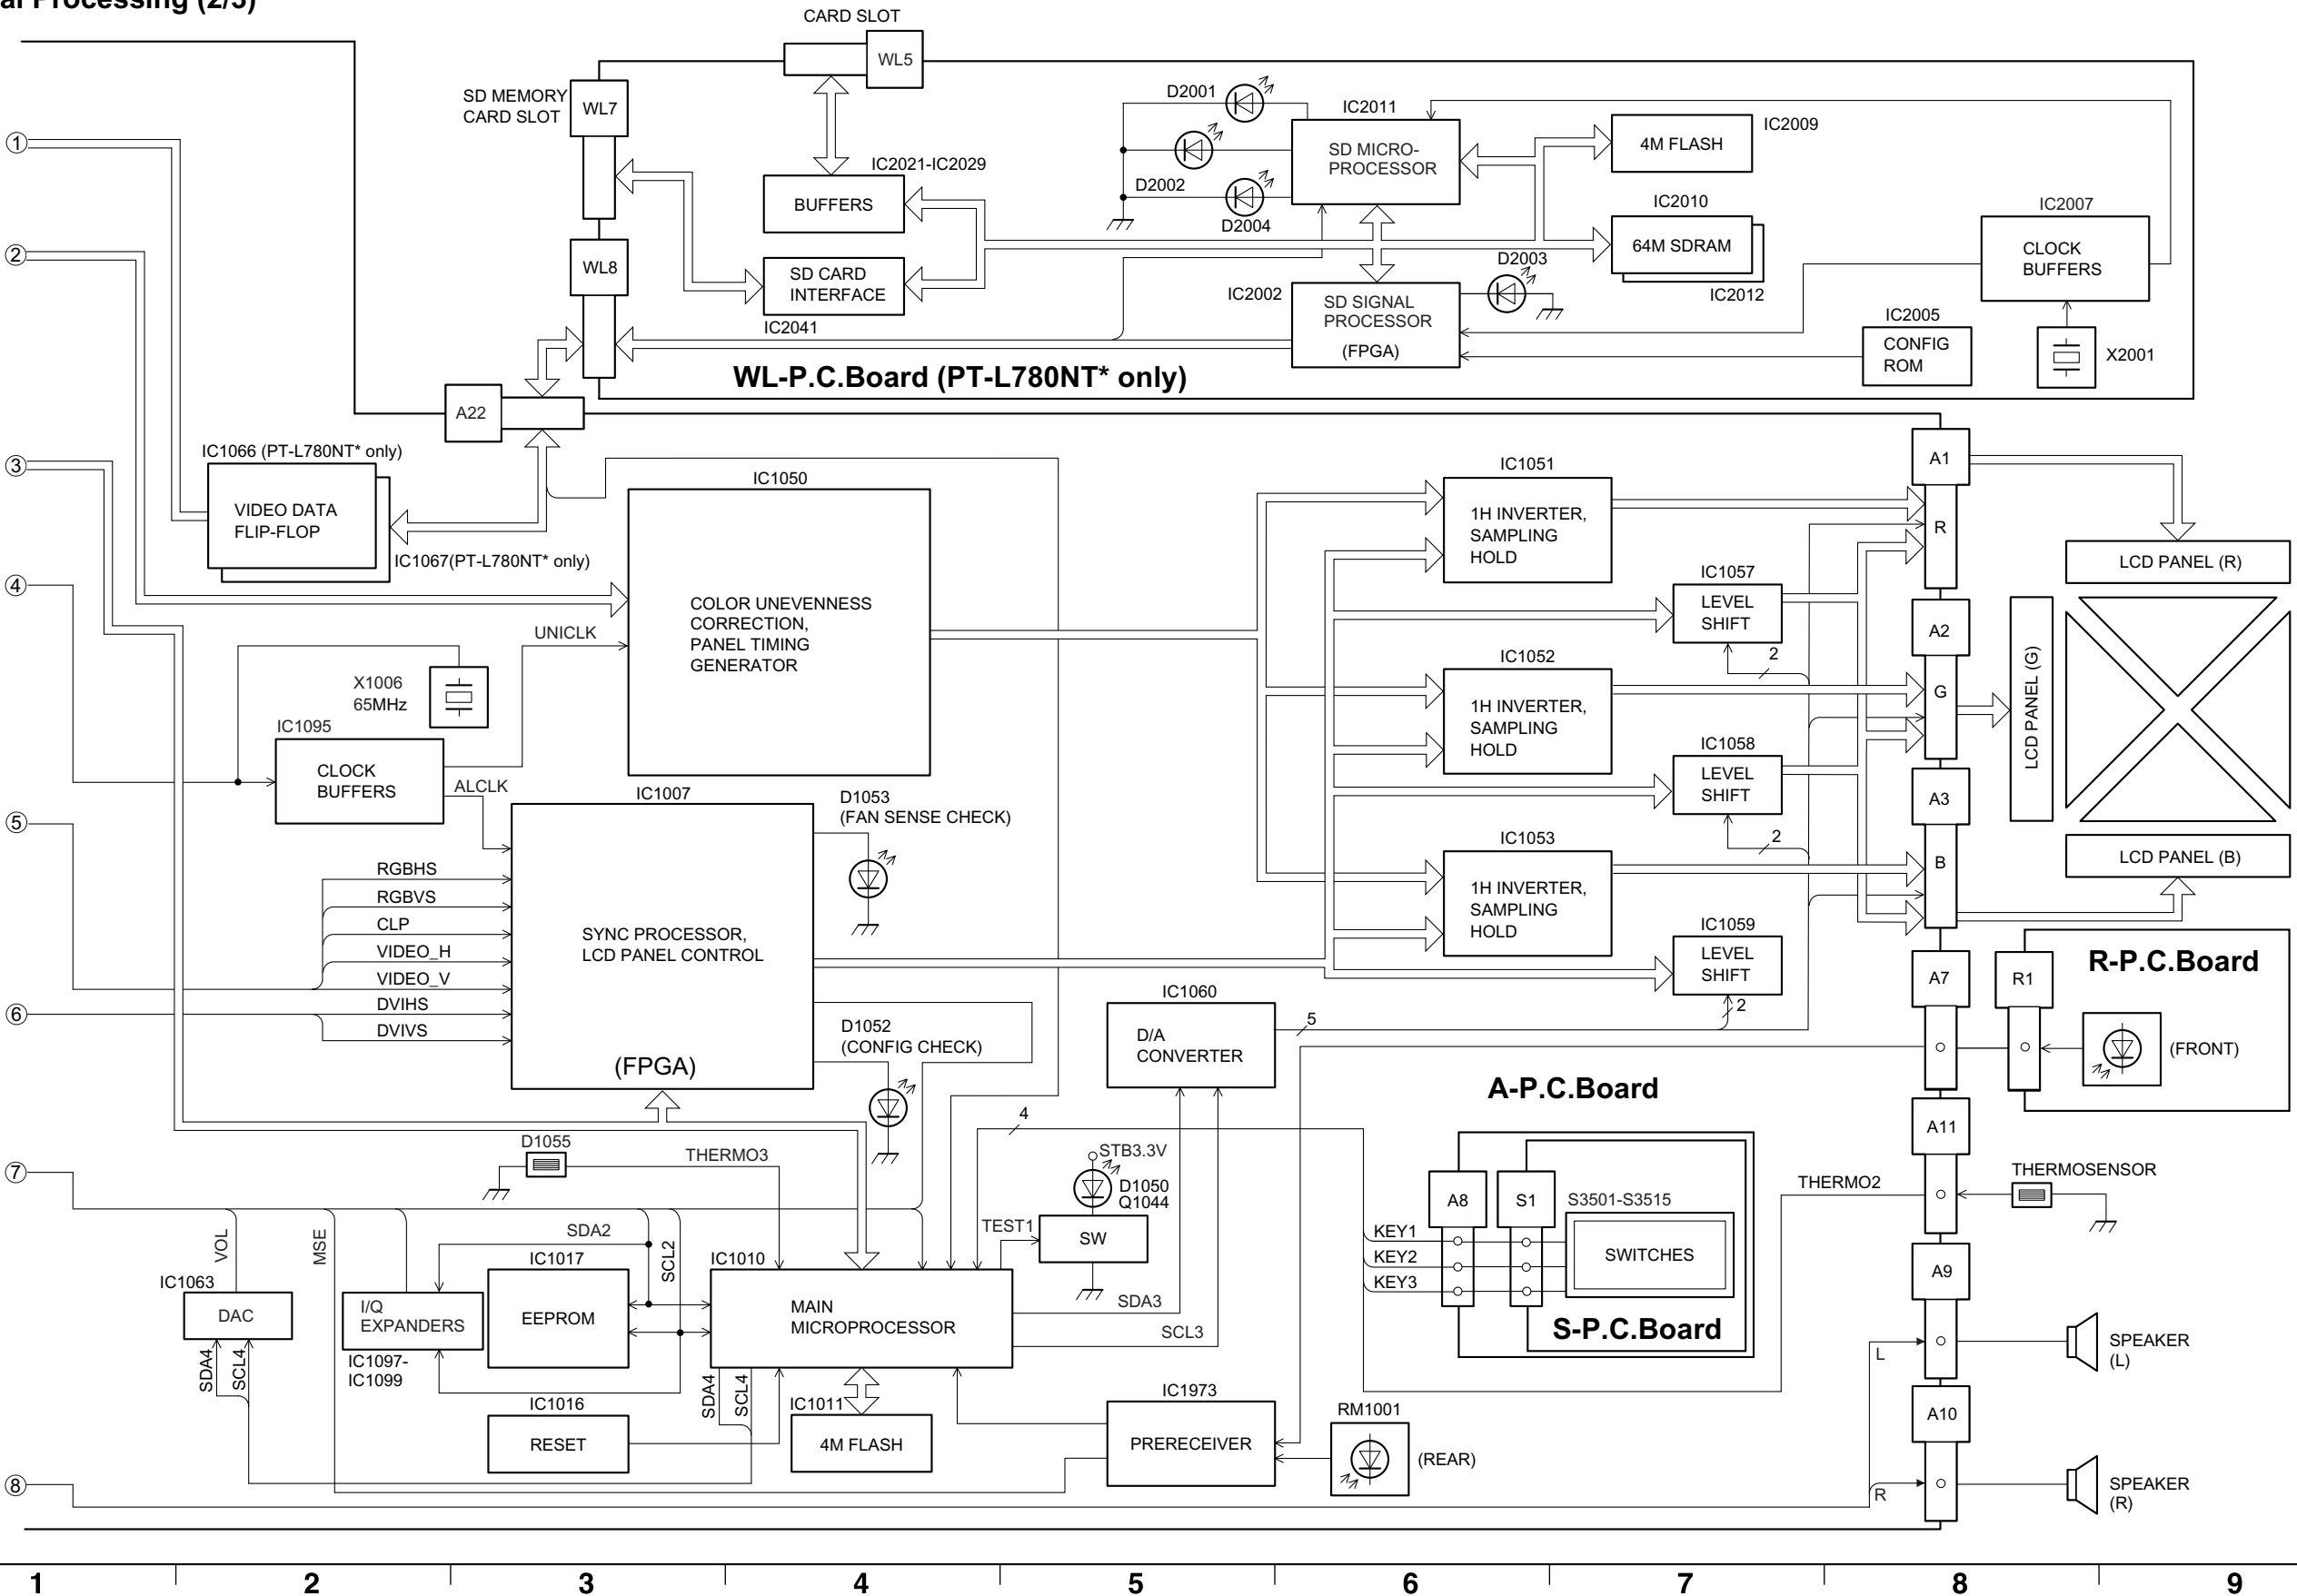 al Processing (2/3)
CARD SLOT
WL5
SD MEMORY
CARD SLOT
WL7
D2001
IC2011
IC2009
4M FLASH
①
IC2021-IC2029
SD MICRO-
PROCESSOR
BUFFERS
D2002
D2004
IC2010
64M SDRAM
IC2012
IC2007
CLOCK
BUFFERS
②
WL8
SD CARD
INTERFACE
IC2041
D2003
IC2002
SD SIGNAL
PROCESSOR
(FPGA)
IC2005
CONFIG
ROM
X2001
WL-P.C.Board (PT-L780NT* only)
A22
IC1066 (PT-L780NT* only)
③
VIDEO DATA
FLIP-FLOP
IC1067(PT-L780NT* only)
IC1050
COLOR UNEVENNESS
CORRECTION,
PANEL TIMING
GENERATOR
IC1051
1H INVERTER,
SAMPLING
HOLD
A1
R
LCD PANEL (R)
④
UNICLK
X1006
65MHz
IC1095
CLOCK
BUFFERS
ALCLK
IC1057
LEVEL
SHIFT
2
IC1052
1H INVERTER,
SAMPLING
HOLD
A2
G
LCD PANEL (G)
IC1058
LEVEL
SHIFT
2
A3
B
LCD PANEL (B)
⑤
IC1007
D1053
(FAN SENSE CHECK)
RGBHS
RGBVS
CLP
VIDEO_H
VIDEO_V
DVIHS
DVIVS
SYNC PROCESSOR,
LCD PANEL CONTROL
(FPGA)
IC1053
1H INVERTER,
SAMPLING
HOLD
IC1059
LEVEL
SHIFT
2
⑥
D1052
(CONFIG CHECK)
IC1060
D/A
CONVERTER
5
A7
R1
R-P.C.Board
(FRONT)
A-P.C.Board
4
A11
⑦
D1055
THERMO3
STB3.3V
D1050
Q1044
TEST1
SW
A8
S1
S3501-S3515
KEY1
KEY2
KEY3
SWITCHES
S-P.C.Board
THERMO2
THERMOSENSOR
VOL
MSE
SDA2
SCL2
IC1063
DAC
SDA4
SCL4
I/Q
EXPANDERS
IC1097-
IC1099
IC1017
EEPROM
IC1010
MAIN
MICROPROCESSOR
SDA3
SCL3
A9
L
SPEAKER
(L)
IC1016
RESET
SDA4
SCL4
IC1011
4M FLASH
IC1973
PRERECEIVER
RM1001
(REAR)
A10
⑧
R
SPEAKER
(R)
1
2
3
4
5
6
7
8
9